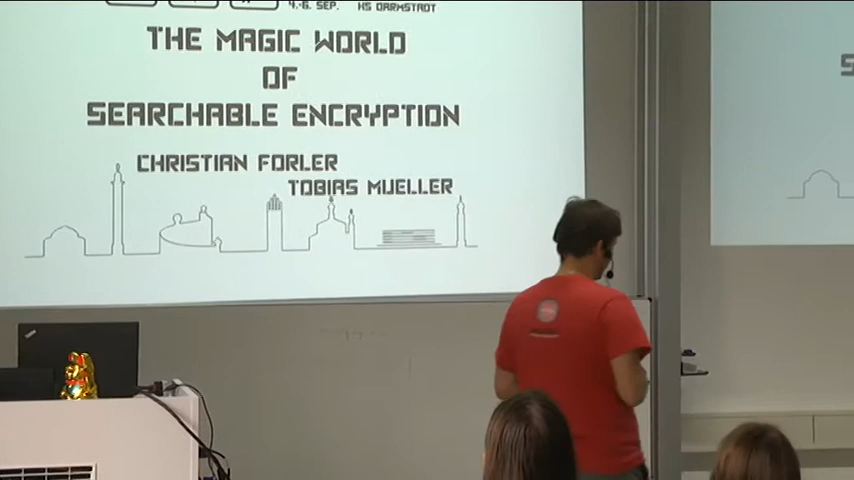 4.-6. SEP. HS DARMSTADT
THE MAGIC WORLD
OF
SEARCHABLE ENCRYPTION
CHRISTIAN FORLER
TOBIAS MUELLER